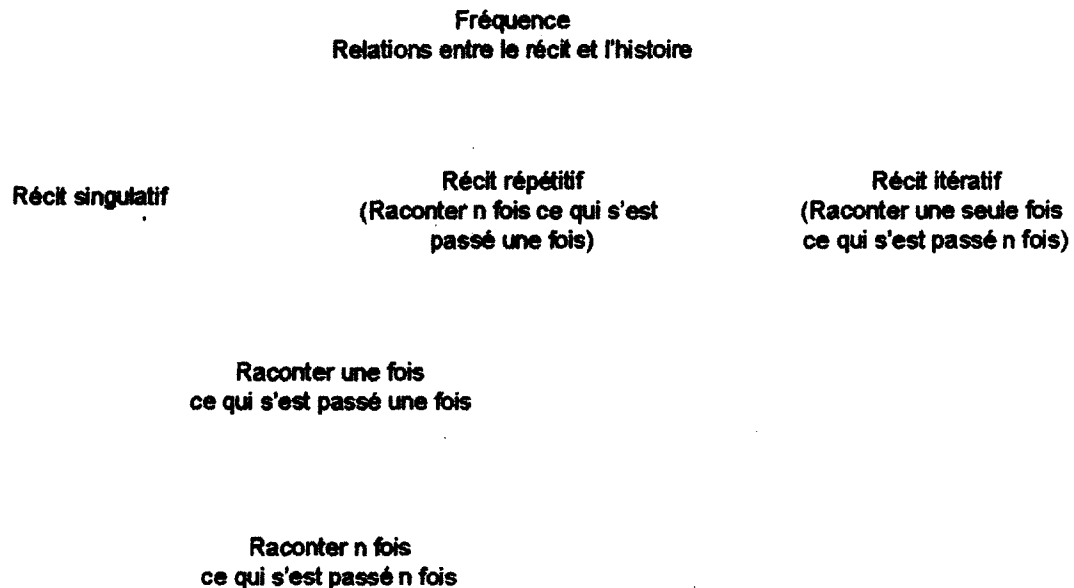 Fréquence
Relations entre le récit et l'histoire
Récit singulatif
Récit répétitif
(Raconter n fois ce qui s'est
passé une fois)
Récit itératif
(Raconter une seule fois
ce qui s'est passé n fois)
Raconter une fois
ce qui s'est passé une fois
Raconter n fois
ce qui s'est passé n fois